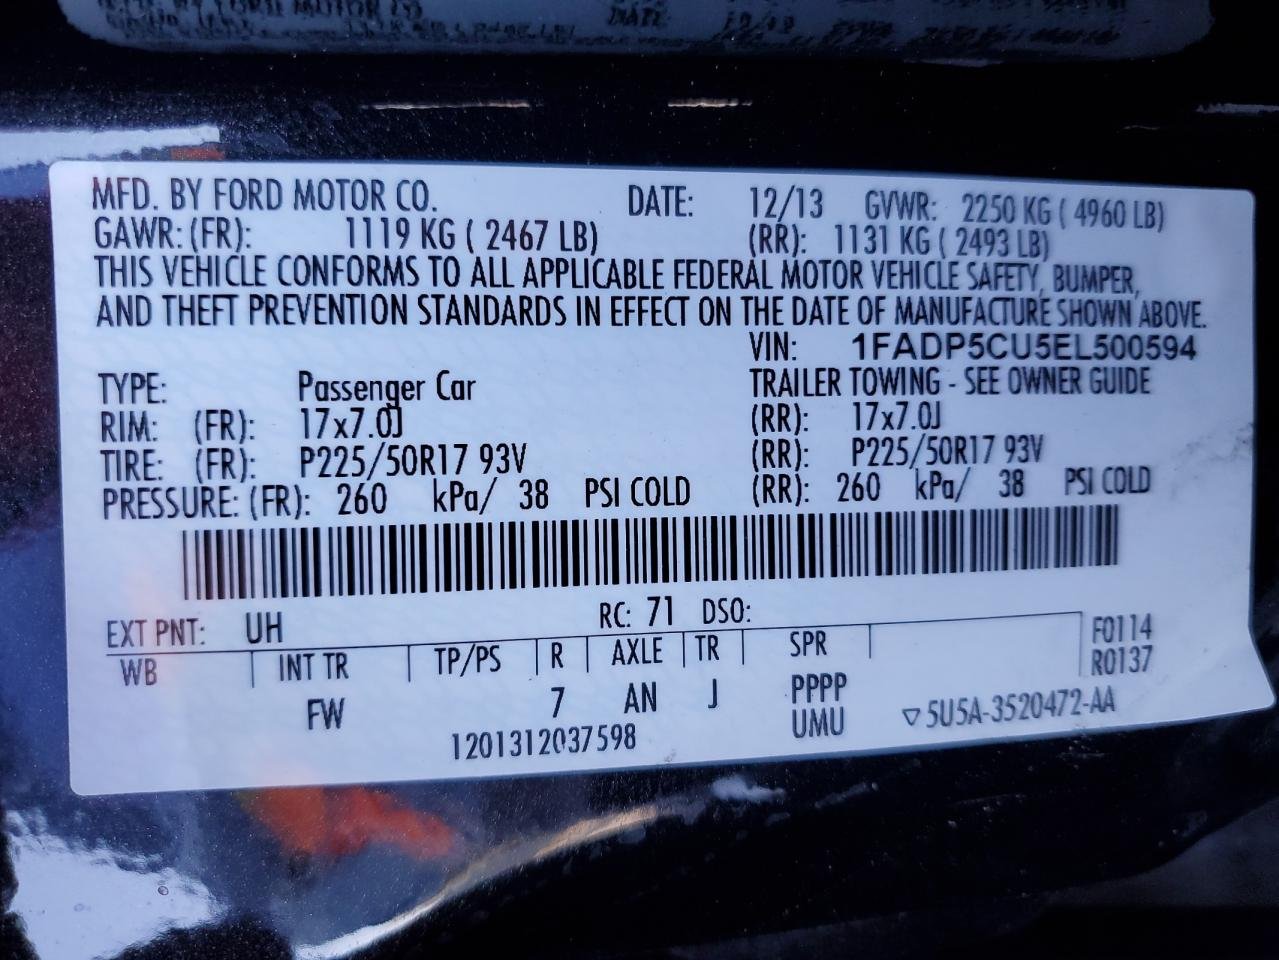 MFD. BY FORD MOTOR CO. DATE: 12/13 GVWR: 2250 KG ( 4960 LB)
GAWR: (FR): 1119 KG ( 2467 LB) (RR): 1131 KG ( 2493 LB)
THIS VEHICLE CONFORMS TO ALL APPLICABLE FEDERAL MOTOR VEHICLE SAFETY, BUMPER,
AND THEFT PREVENTION STANDARDS IN EFFECT ON THE DATE OF MANUFACTURE SHOWN ABOVE.
VIN: 1FADP5CU5EL500594
TYPE: Passenger Car TRAILER TOWING - SEE OWNER GUIDE
RIM: (FR): 17x7.0J (RR): 17x7.0J
TIRE: (FR): P225/50R17 93V (RR): P225/50R17 93V
PRESSURE: (FR): 260 kPa/ 38 PSI COLD (RR): 260 kPa/ 38 PSI COLD
EXT PNT: UH RC: 71 DSO: F0114
WB INT TR TP/PS R AXLE TR SPR R0137
FW 7 AN J PPPP
1201312037598 UMU ▽5U5A-3520472-AA